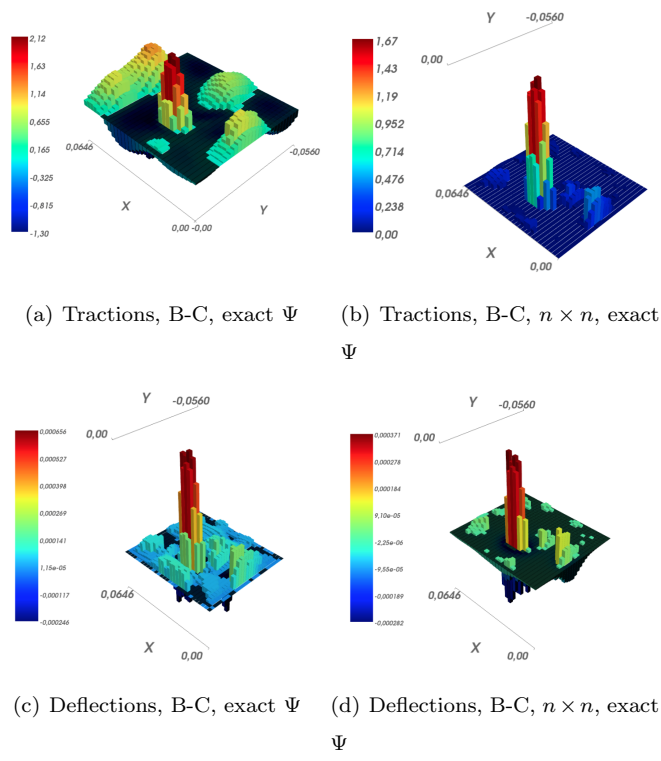 2,12
1,63
1,14
0,655
0,165
-0,325
-0,815
-1,30
0,0646
X
0,00
-0,00
Y
-0,0560
1,67
1,43
1,19
0,952
0,714
0,476
0,238
0,00
Y
-0,0560
0,00
0,0646
X
0,00
(a) Tractions, B-C, exact Ψ
(b) Tractions, B-C, n × n, exact
Ψ
0,000656
0,000527
0,000398
0,000269
0,000141
1,15e-05
-0,000117
-0,000246
Y
-0,0560
0,00
0,0646
X
0,00
0,000371
0,000278
0,000184
9,10e-05
-2,25e-06
-9,56e-05
-0,000189
-0,000282
Y
-0,0560
0,00
0,0646
X
0,00
(c) Deflections, B-C, exact Ψ
(d) Deflections, B-C, n × n, exact
Ψ